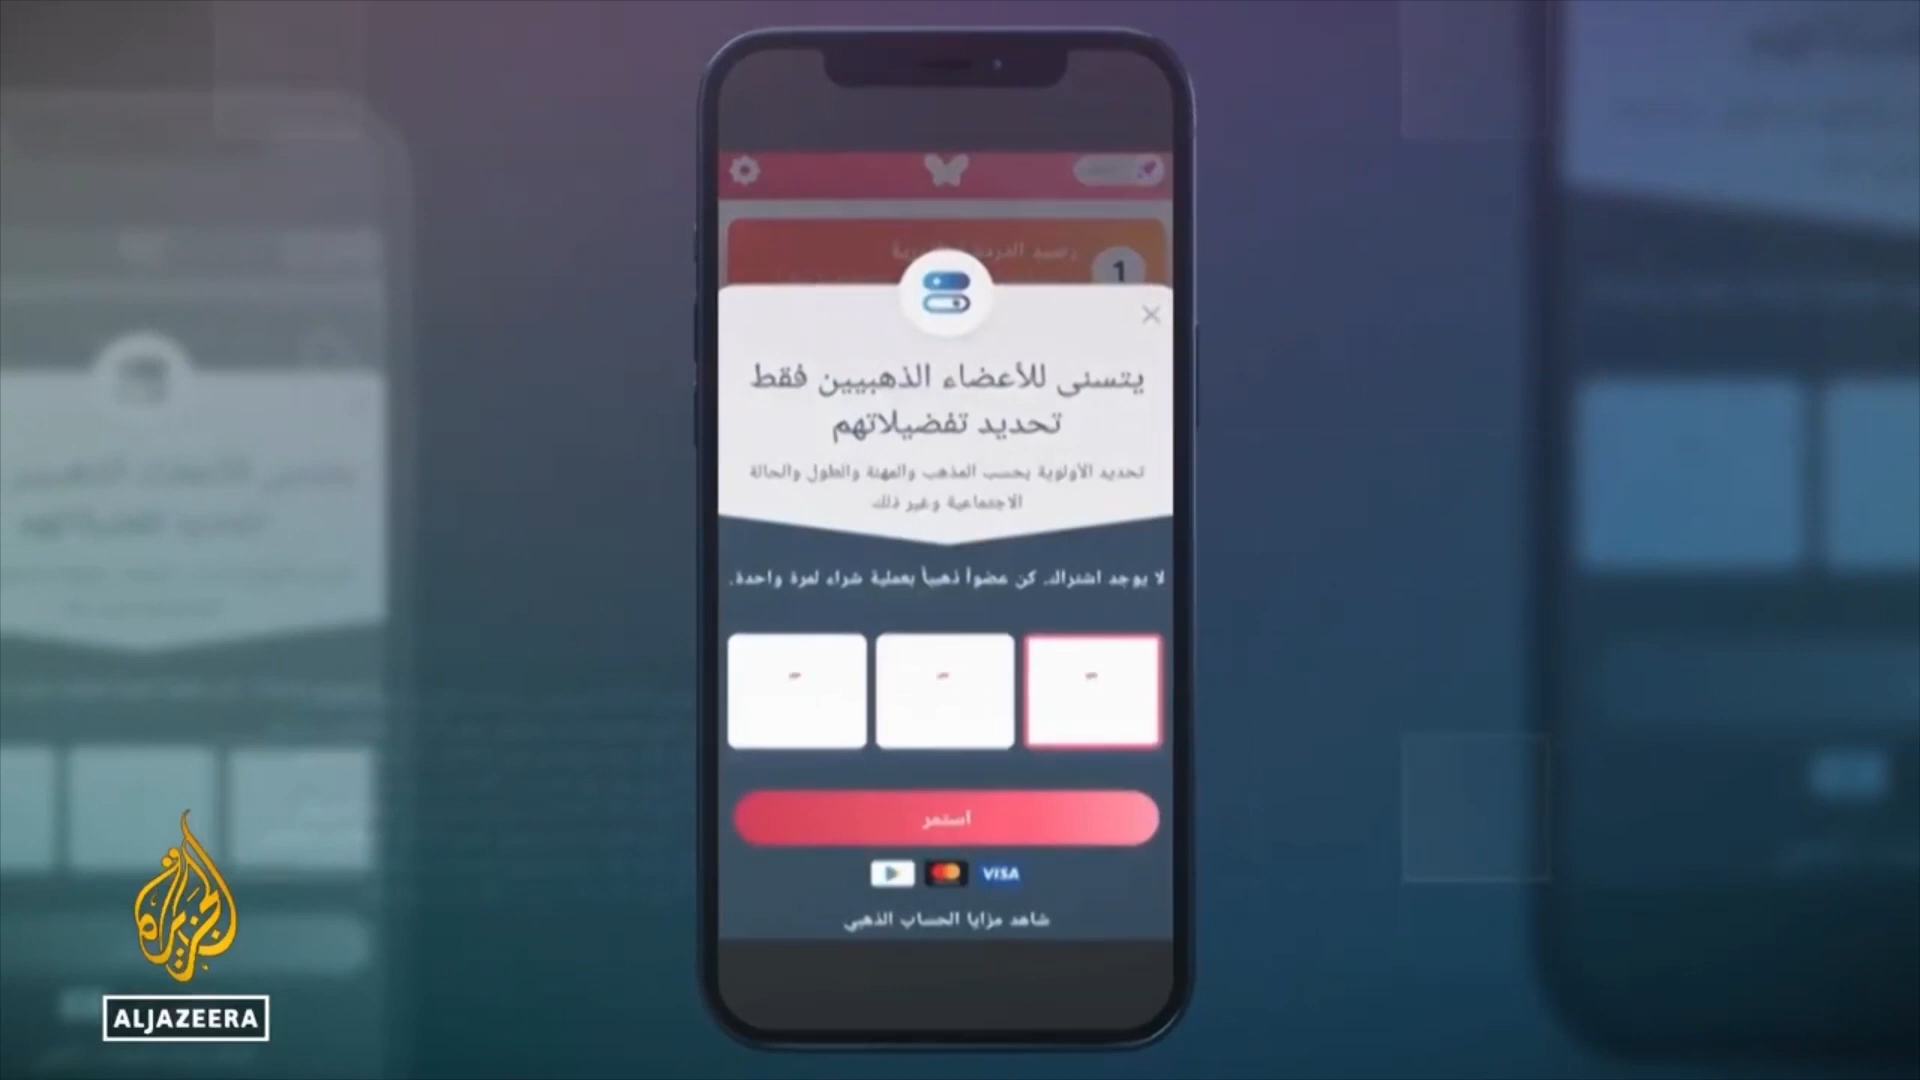 1
يتسنى للأعضاء الذهبيين فقط
تحديد تفضيلاتهم
تحديد الأولوية بحسب المذهب والمهنة والطول والحالة
الاجتماعية وغير ذلك
لا يوجد اشتراك. كن عضواً ذهبياً بعملية شراء لمرة واحدة.
استمر
VISA
شاهد مزايا الحساب الذهبي
الجزيرة
ALJAZEERA